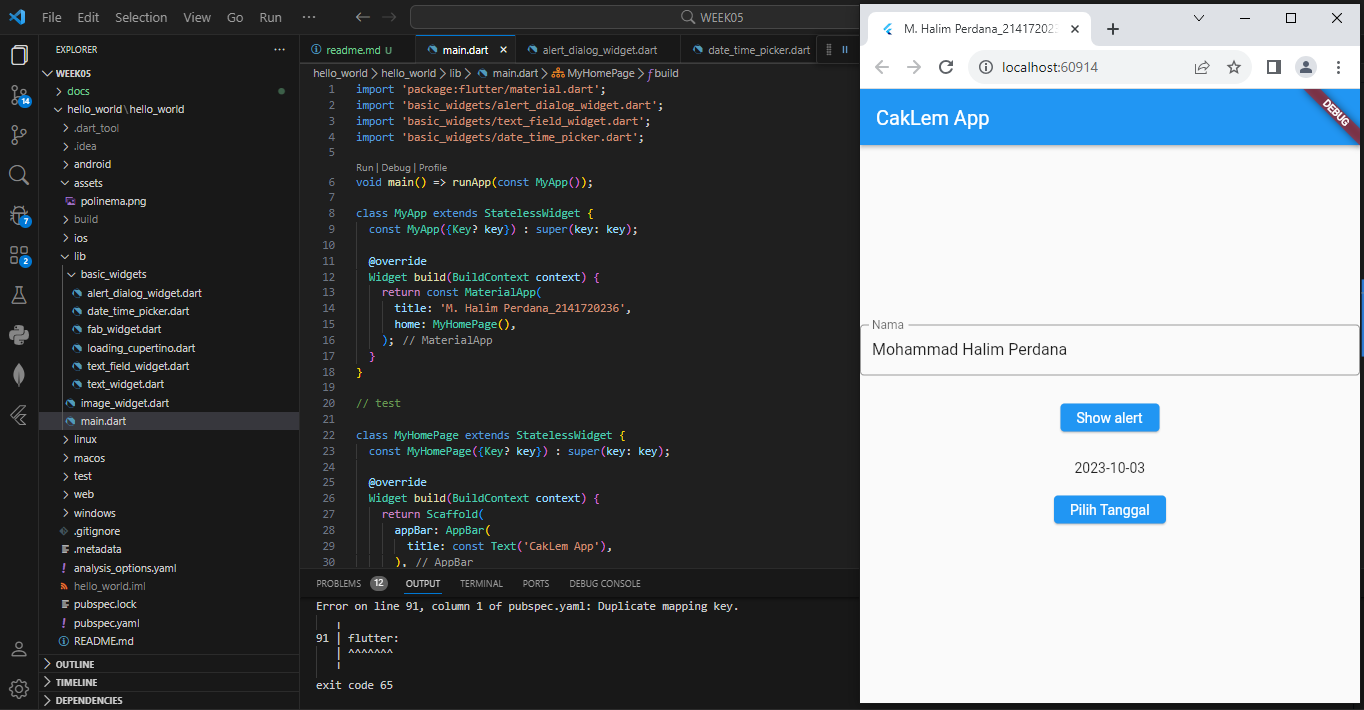 File Edit Selection View Go Run ··· WEEK05
EXPLORER ···
WEEK05
docs
hello_world \ hello_world
.dart_tool
.idea
android
assets
polinema.png
build
ios
lib
basic_widgets
alert_dialog_widget.dart
date_time_picker.dart
fab_widget.dart
loading_cupertino.dart
text_field_widget.dart
text_widget.dart
image_widget.dart
main.dart
linux
macos
test
web
windows
.gitignore
.metadata
analysis_options.yaml
hello_world.iml
pubspec.lock
pubspec.yaml
README.md
OUTLINE
TIMELINE
DEPENDENCIES
14
7
2
readme.md U main.dart alert_dialog_widget.dart date_time_picker.dart
hello_world > hello_world > lib > main.dart > MyHomePage > build
1 import 'package:flutter/material.dart';
2 import 'basic_widgets/alert_dialog_widget.dart';
3 import 'basic_widgets/text_field_widget.dart';
4 import 'basic_widgets/date_time_picker.dart';
5
Run | Debug | Profile
6 void main() => runApp(const MyApp());
7
8 class MyApp extends StatelessWidget {
9 const MyApp({Key? key}) : super(key: key);
10
11 @override
12 Widget build(BuildContext context) {
13 return const MaterialApp(
14 title: 'M. Halim Perdana_2141720236',
15 home: MyHomePage(),
16 ); // MaterialApp
17 }
18 }
19
20 // test
21
22 class MyHomePage extends StatelessWidget {
23 const MyHomePage({Key? key}) : super(key: key);
24
25 @override
26 Widget build(BuildContext context) {
27 return Scaffold(
28 appBar: AppBar(
29 title: const Text('CakLem App'),
30 ), // AppBar
PROBLEMS 12 OUTPUT TERMINAL PORTS DEBUG CONSOLE
Error on line 91, column 1 of pubspec.yaml: Duplicate mapping key.
91 | flutter:
| ^^^^^^^
exit code 65
M. Halim Perdana_214172023
localhost:60914
CakLem App
DEBUG
Nama
Mohammad Halim Perdana
Show alert
2023-10-03
Pilih Tanggal